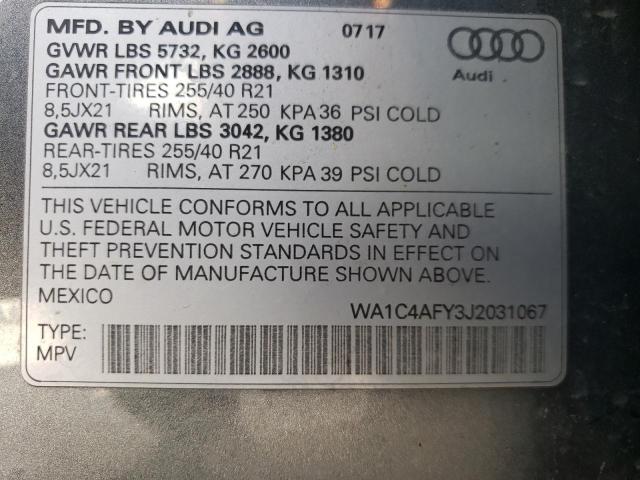 MFD. BY AUDI AG 0717
GVWR LBS 5732, KG 2600
GAWR FRONT LBS 2888, KG 1310
Audi
FRONT-TIRES 255/40 R21
8,5JX21 RIMS, AT 250 KPA 36 PSI COLD
GAWR REAR LBS 3042, KG 1380
REAR-TIRES 255/40 R21
8,5JX21 RIMS, AT 270 KPA 39 PSI COLD
THIS VEHICLE CONFORMS TO ALL APPLICABLE
U.S. FEDERAL MOTOR VEHICLE SAFETY AND
THEFT PREVENTION STANDARDS IN EFFECT ON
THE DATE OF MANUFACTURE SHOWN ABOVE.
MEXICO WA1C4AFY3J2031067
TYPE:
MPV